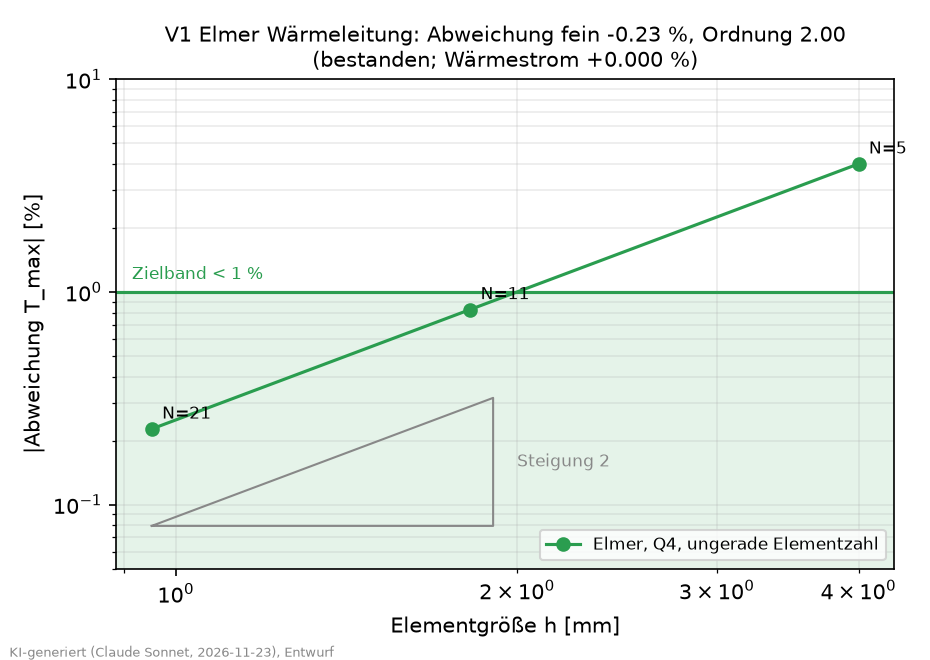 V1 Elmer Wärmeleitung: Abweichung fein -0.23 %, Ordnung 2.00
(bestanden; Wärmestrom +0.000 %)
|Abweichung T_max| [%]
10¹
10⁰
10⁻¹
N=5
Zielband < 1 %
N=11
N=21
Steigung 2
Elmer, Q4, ungerade Elementzahl
10⁰
2 × 10⁰
3 × 10⁰
4 × 10⁰
Elementgröße h [mm]
KI-generiert (Claude Sonnet, 2026-11-23), Entwurf